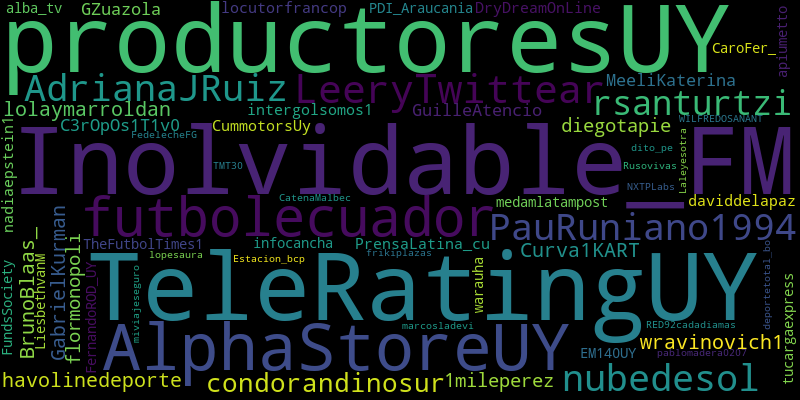 alba_tv
GZuazola
locutorfrancop
PDI_Araucania
DryDreamOnLine
productoresUY
CaroFer_
apiumetto
AdrianaJRuiz
LeeryTwittear
MeeliKaterina
rsanturtzi
lolaymarroldan
intergolsomos1
GuilleAtencio
WILFREDOSANANT
nadiaepstein1
C3rOpOs1T1vO
CummotorsUy
diegotapie
FedelecheFG
Inolvidable_FM
dito_pe
Laleyesotra
TMT30
Rusovivas
NXTPLabs
CatenaMalbec
medamlatampost
daviddelapaz
futbolecuador
PauRuniano1994
BrunoBlaas_
LiesbethvanM
GabrielKurman
flormonopoli
TheFutbolTimes1
infocancha
PrensaLatina_cu
Curva1KART
lopesaura
Estacion_bcp
frikiplazas
deportetotal_bo
FundsSociety
FernandoROD_UY
miviajeseguro
TeleRatingUY
warauha
tucargaexpress
AlphaStoreUY
marcosladevi
RED92cadadiamas
wravinovich1
EM140UY
pablomadera0207
havolinedeporte
condorandinosur
1mileperez
nubedesol